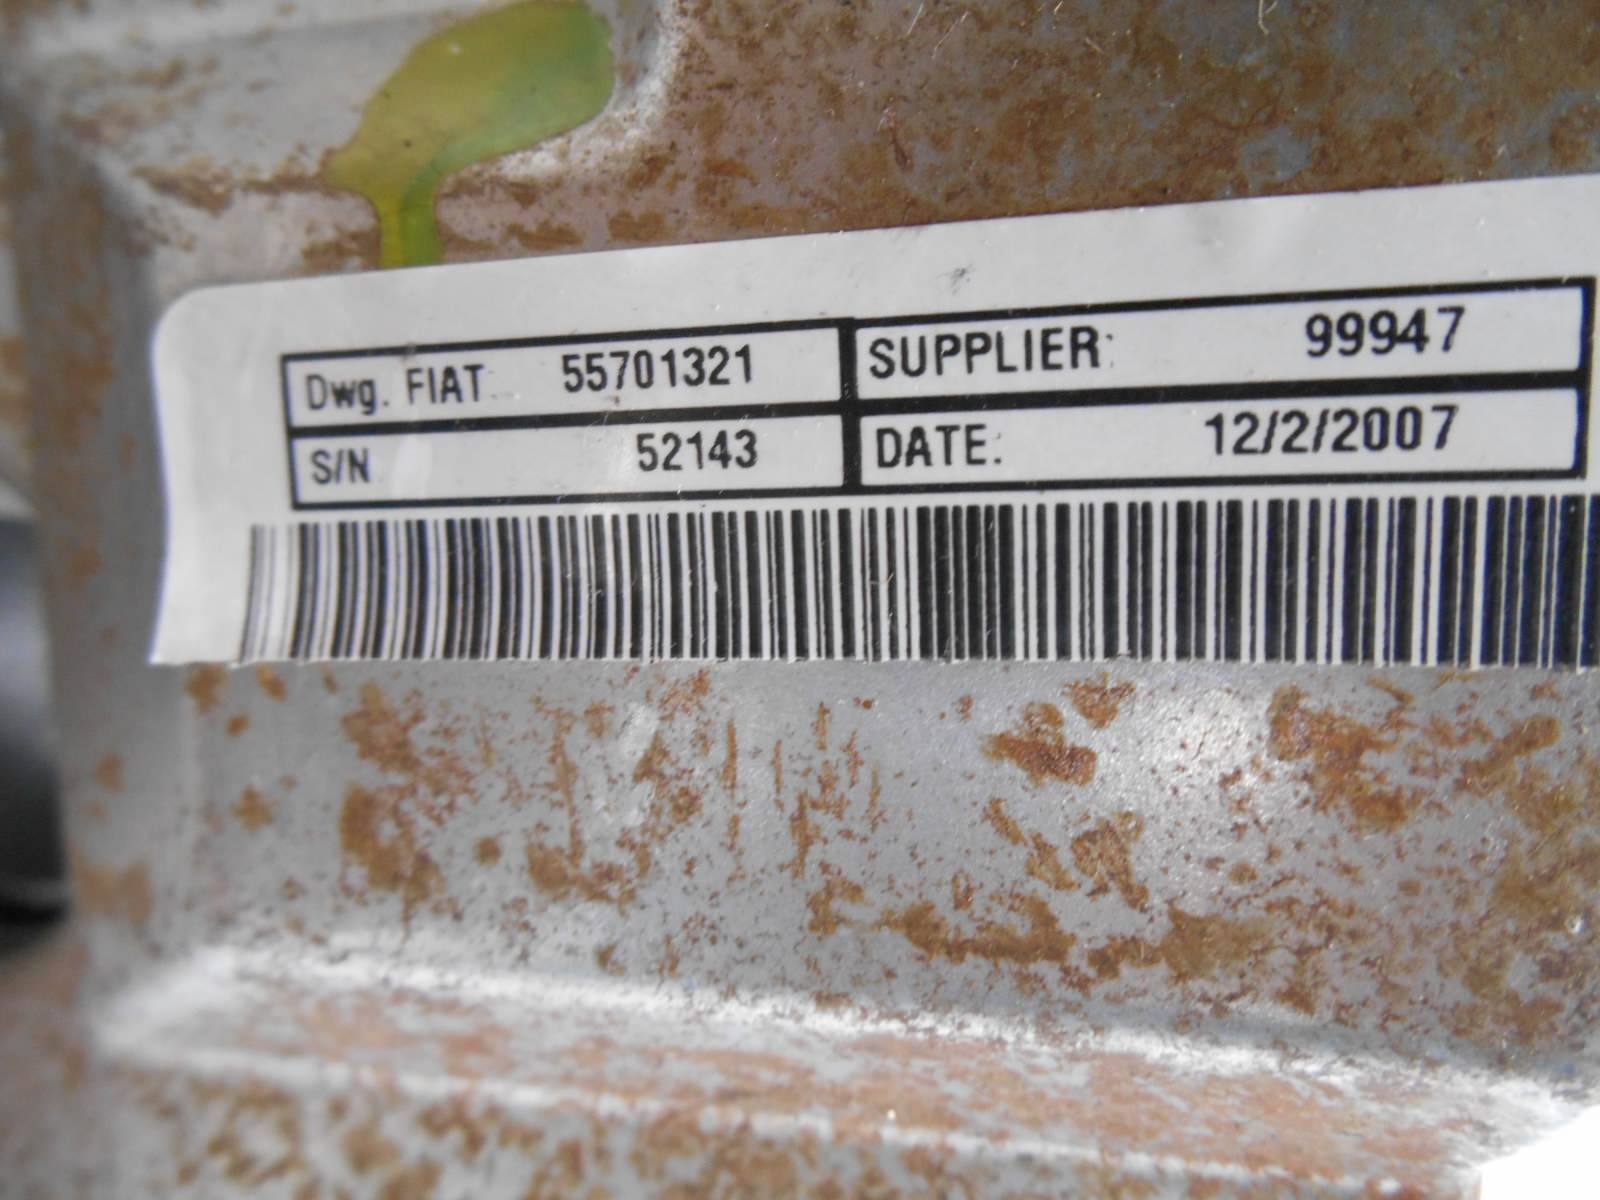 Dwg. FIAT 55701321 SUPPLIER: 99947
S/N 52143 DATE: 12/2/2007